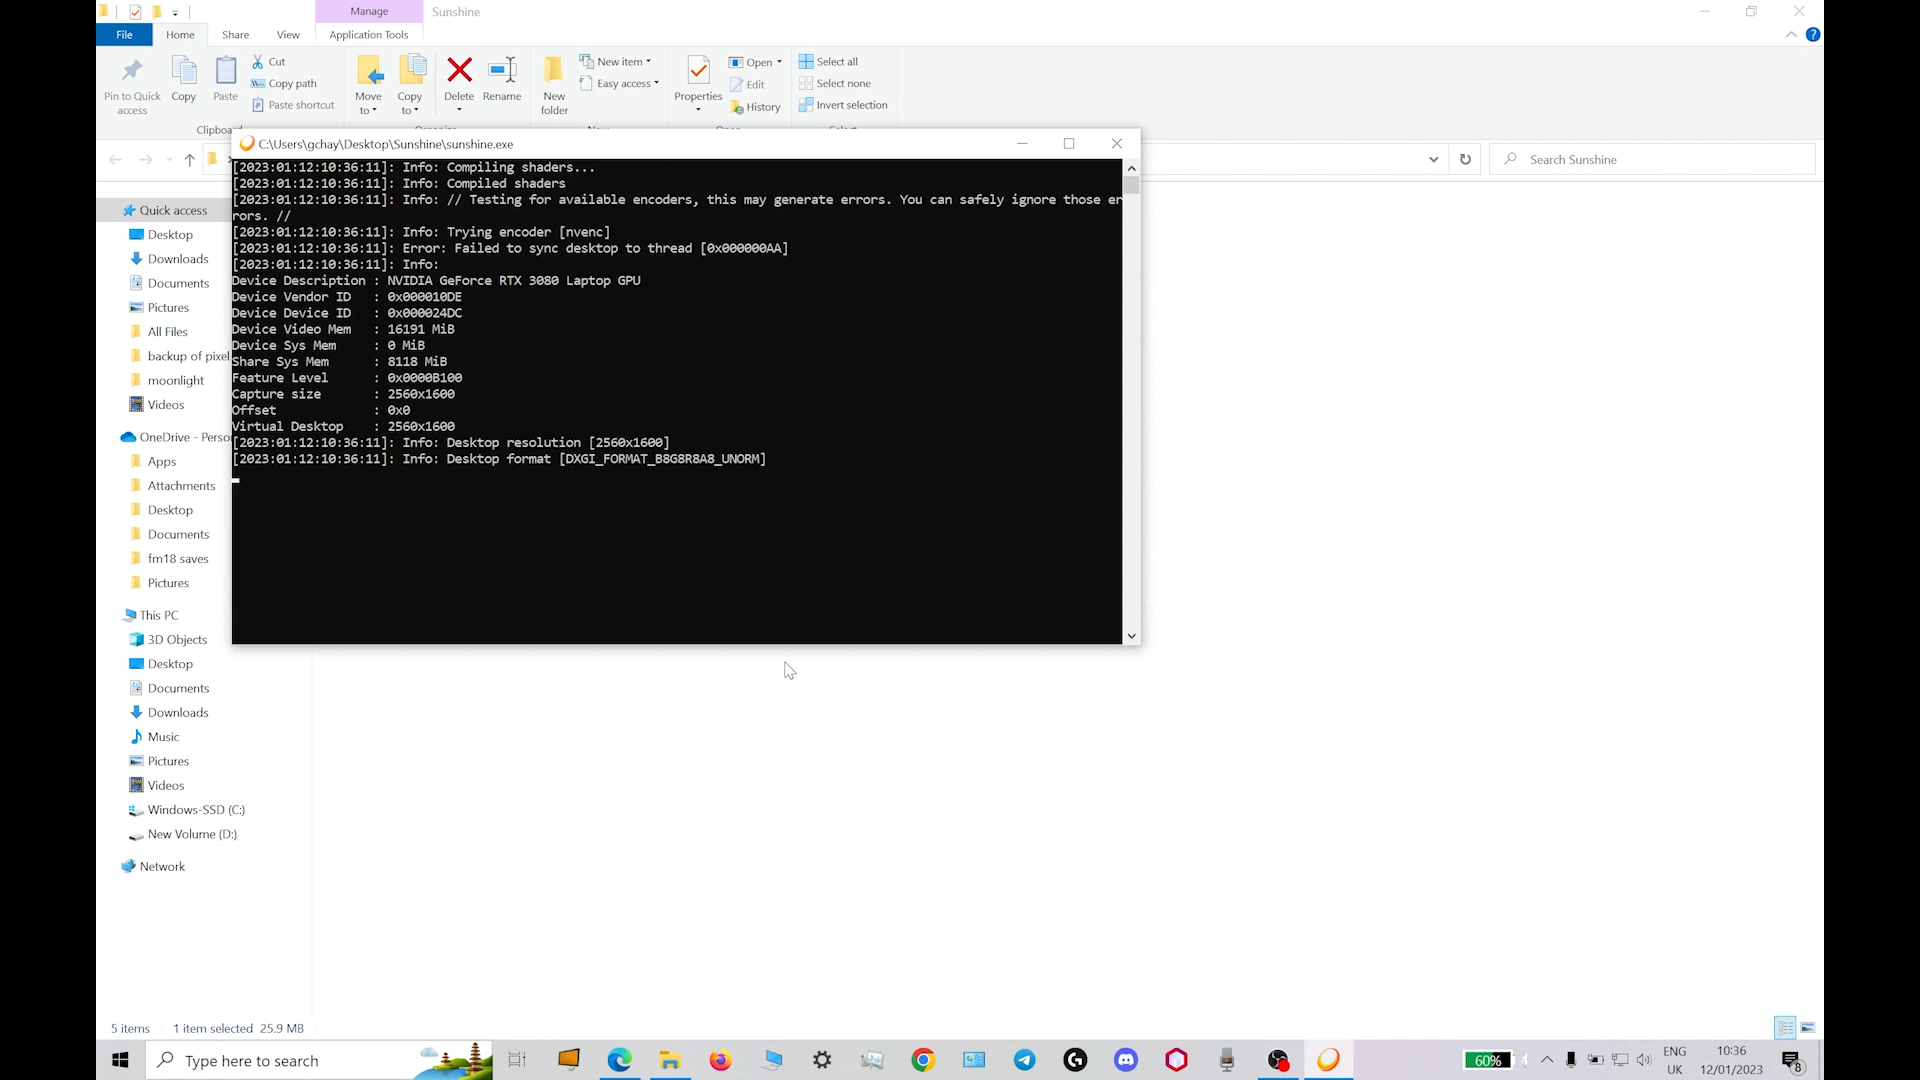 Manage
Sunshine
File
Home
Share
View
Application Tools
Pin to Quick access
Copy
Paste
Cut
Copy path
Paste shortcut
Move to
Copy to
Delete
Rename
New folder
New item
Easy access
Properties
Open
Edit
History
Select all
Select none
Invert selection
Search Sunshine
C:\Users\gchay\Desktop\Sunshine\sunshine.exe
[2023:01:12:10:36:11]: Info: Compiling shaders...
[2023:01:12:10:36:11]: Info: Compiled shaders
[2023:01:12:10:36:11]: Info: // Testing for available encoders, this may generate errors. You can safely ignore those er
rors. //
[2023:01:12:10:36:11]: Info: Trying encoder [nvenc]
[2023:01:12:10:36:11]: Error: Failed to sync desktop to thread [0x000000AA]
[2023:01:12:10:36:11]: Info:
Device Description : NVIDIA GeForce RTX 3080 Laptop GPU
Device Vendor ID : 0x000010DE
Device Device ID : 0x000024DC
Device Video Mem : 16191 MiB
Device Sys Mem : 0 MiB
Share Sys Mem : 8118 MiB
Feature Level : 0x0000B100
Capture size : 2560x1600
Offset : 0x0
Virtual Desktop : 2560x1600
[2023:01:12:10:36:11]: Info: Desktop resolution [2560x1600]
[2023:01:12:10:36:11]: Info: Desktop format [DXGI_FORMAT_B8G8R8A8_UNORM]
Quick access
Desktop
Downloads
Documents
Pictures
All Files
backup of pixel
moonlight
Videos
OneDrive - Perso
Apps
Attachments
Desktop
Documents
fm18 saves
Pictures
This PC
3D Objects
Desktop
Documents
Downloads
Music
Pictures
Videos
Windows-SSD (C:)
New Volume (D:)
Network
5 items 1 item selected 25.9 MB
Type here to search
60%
ENG
UK
10:36
12/01/2023
8